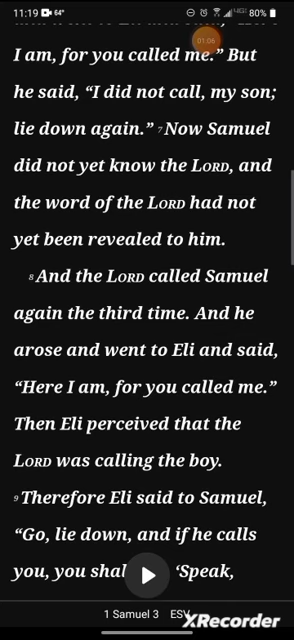 11:19 64° 80%
01:06
I am, for you called me.” But
he said, “I did not call, my son;
lie down again.” 7 Now Samuel
did not yet know the LORD, and
the word of the LORD had not
yet been revealed to him.
8 And the LORD called Samuel
again the third time. And he
arose and went to Eli and said,
“Here I am, for you called me.”
Then Eli perceived that the
LORD was calling the boy.
9 Therefore Eli said to Samuel,
“Go, lie down, and if he calls
you, you shal ‘Speak,
1 Samuel 3 ESV
XRecorder